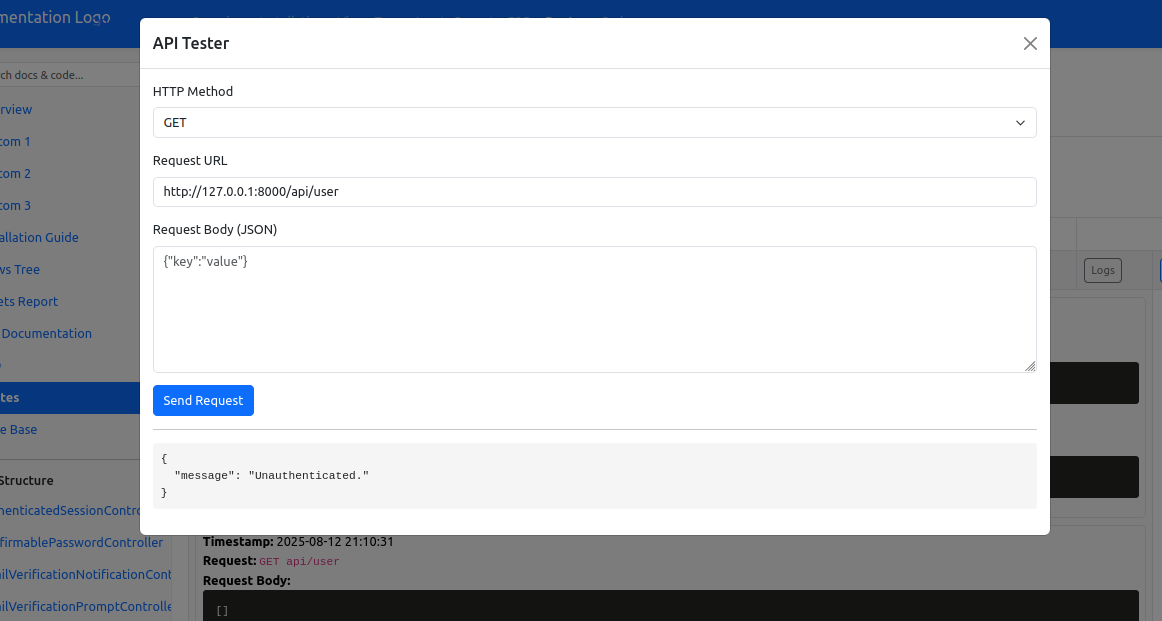 mentation Logo
API Tester
HTTP Method
GET
Request URL
http://127.0.0.1:8000/api/user
Request Body (JSON)
{"key":"value"}
Send Request
{
"message": "Unauthenticated."
}
ch docs & code...
rview
tom 1
tom 2
tom 3
allation Guide
ws Tree
ets Report
Documentation
tes
e Base
Structure
enticatedSessionContro
firmablePasswordController
ilVerificationNotificationCont
ilVerificationPromptControlle
Logs
Timestamp: 2025-08-12 21:10:31
Request: GET api/user
Request Body:
[]